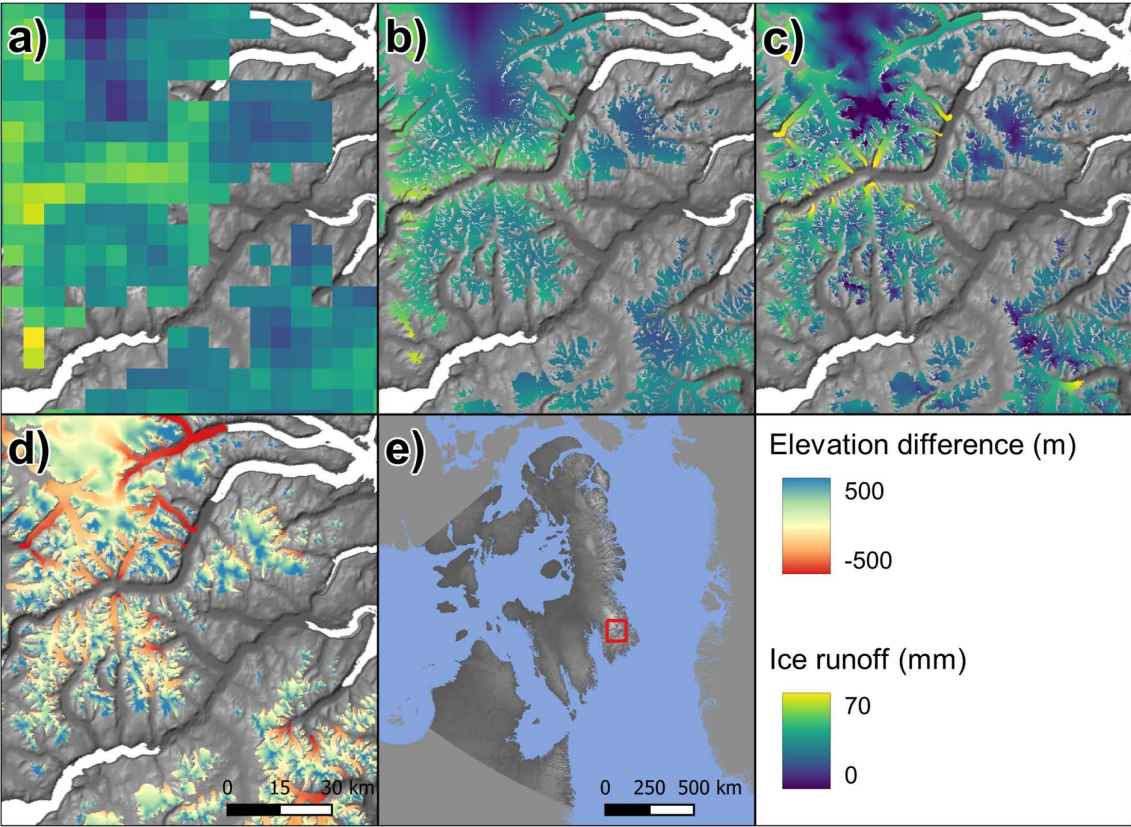 a)
b)
c)
d)
e)
0 15 30 km
0 250 500 km
Elevation difference (m)
500
-500
Ice runoff (mm)
70
0